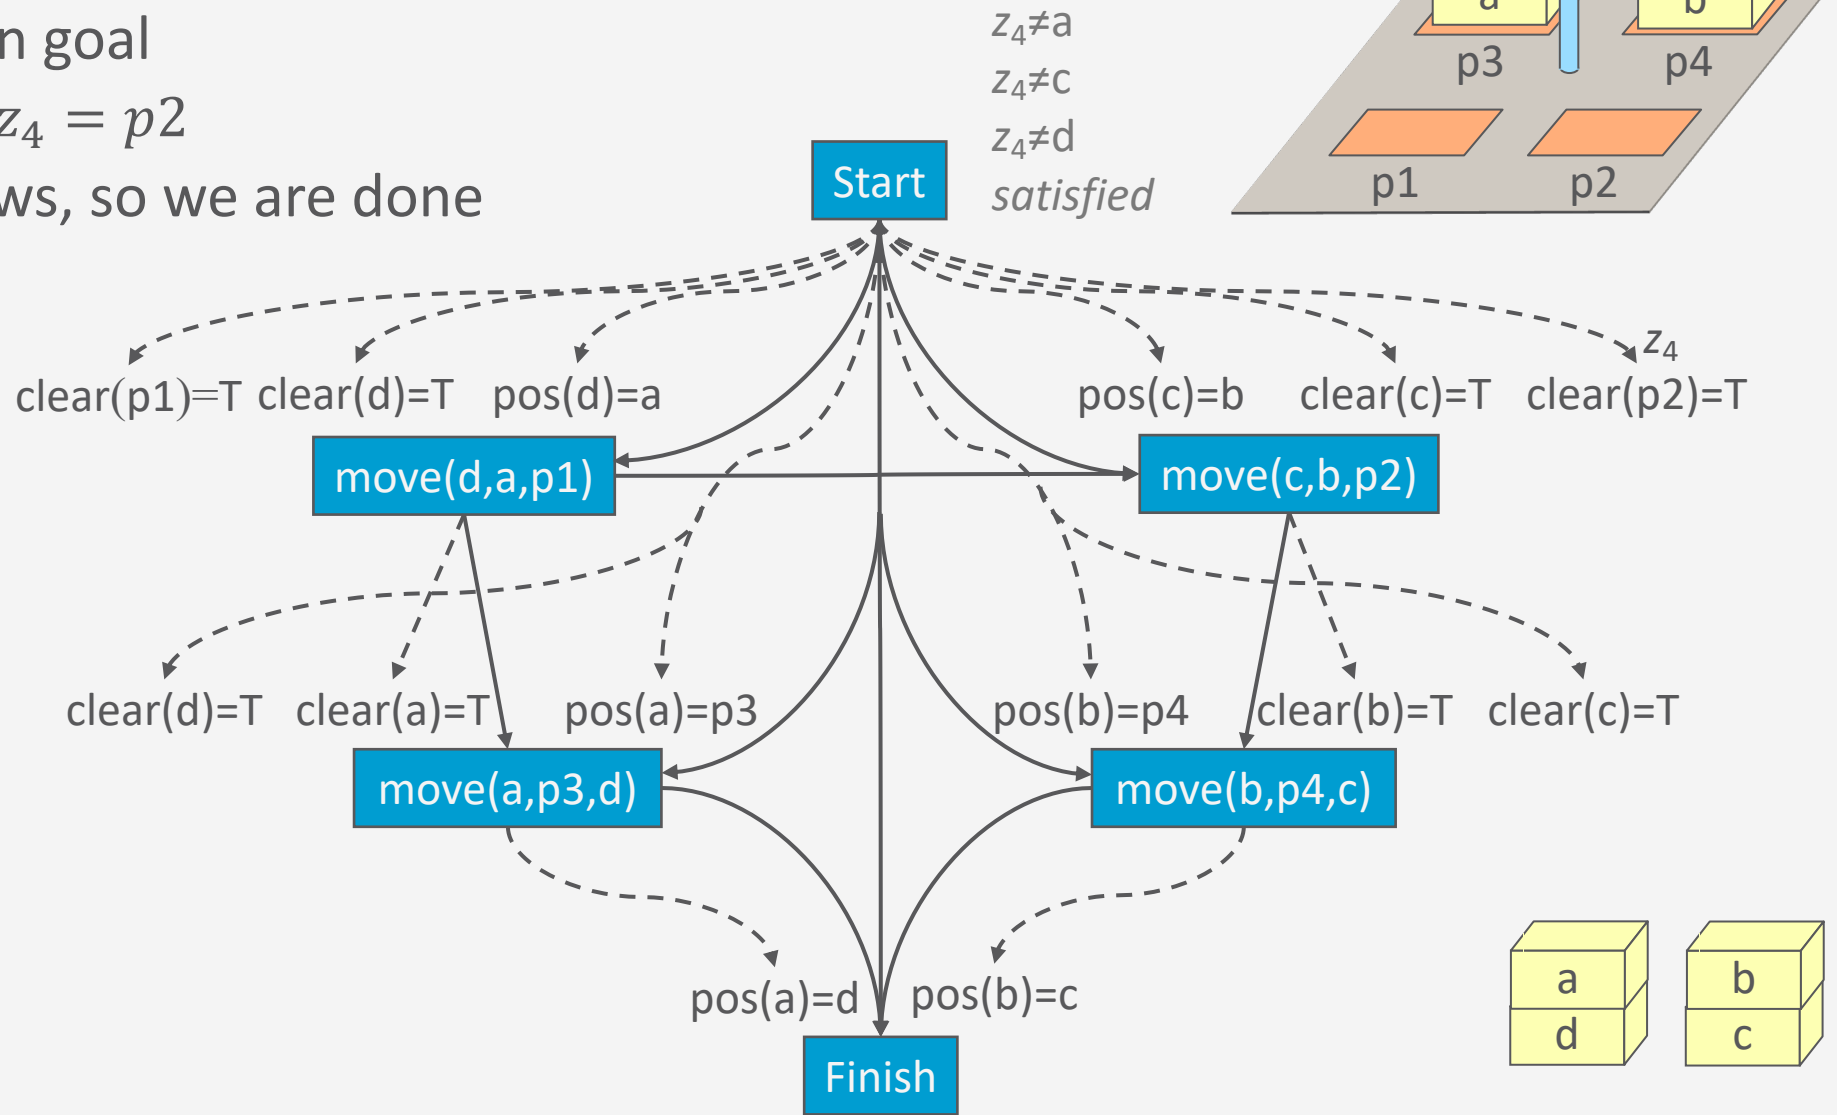 n goal
z₄ = p2
ws, so we are done
z₄≠a
z₄≠c
z₄≠d
satisfied
a
b
p3
p4
p1
p2
Start
z₄
clear(p1)=T clear(d)=T pos(d)=a pos(c)=b clear(c)=T clear(p2)=T
move(d,a,p1) move(c,b,p2)
clear(d)=T clear(a)=T pos(a)=p3 pos(b)=p4 clear(b)=T clear(c)=T
move(a,p3,d) move(b,p4,c)
pos(a)=d pos(b)=c
a b
d c
Finish